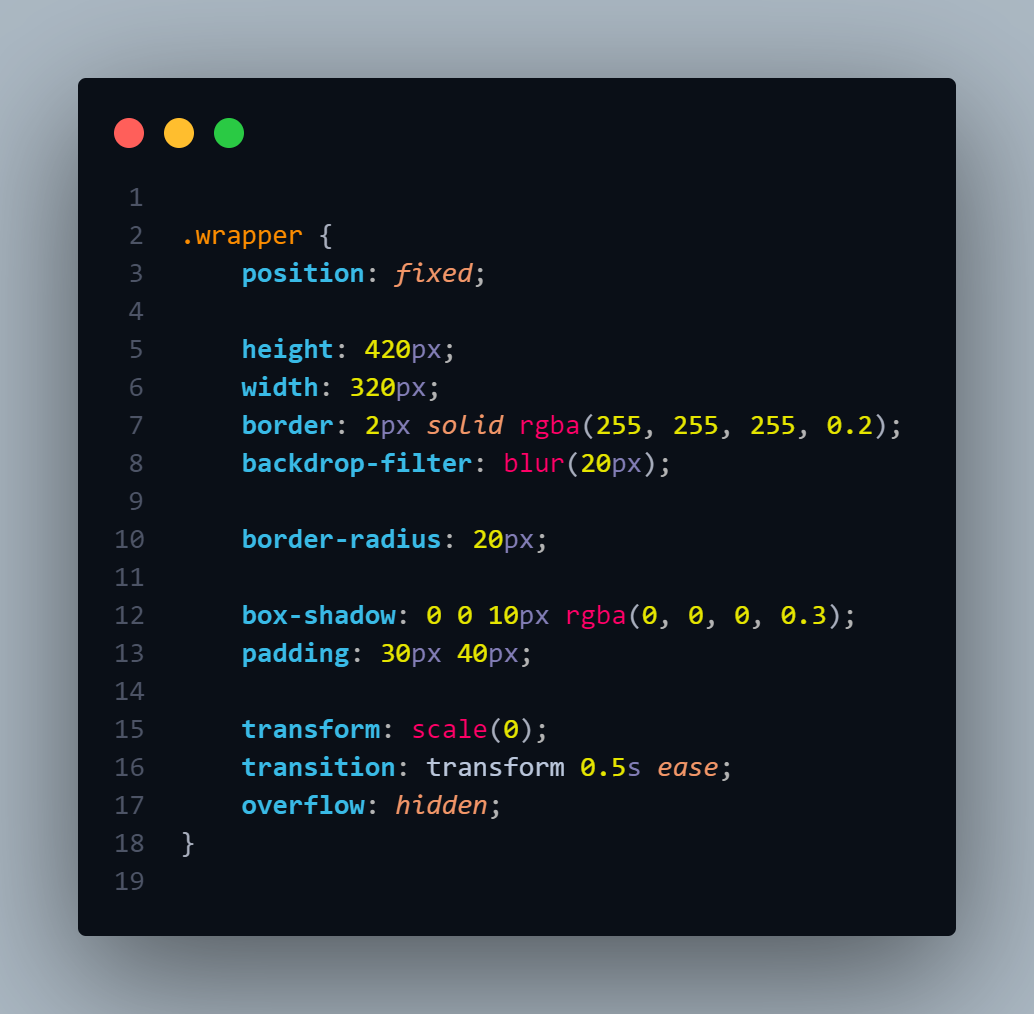 1
2 .wrapper {
3     position: fixed;
4
5     height: 420px;
6     width: 320px;
7     border: 2px solid rgba(255, 255, 255, 0.2);
8     backdrop-filter: blur(20px);
9
10     border-radius: 20px;
11
12     box-shadow: 0 0 10px rgba(0, 0, 0, 0.3);
13     padding: 30px 40px;
14
15     transform: scale(0);
16     transition: transform 0.5s ease;
17     overflow: hidden;
18 }
19